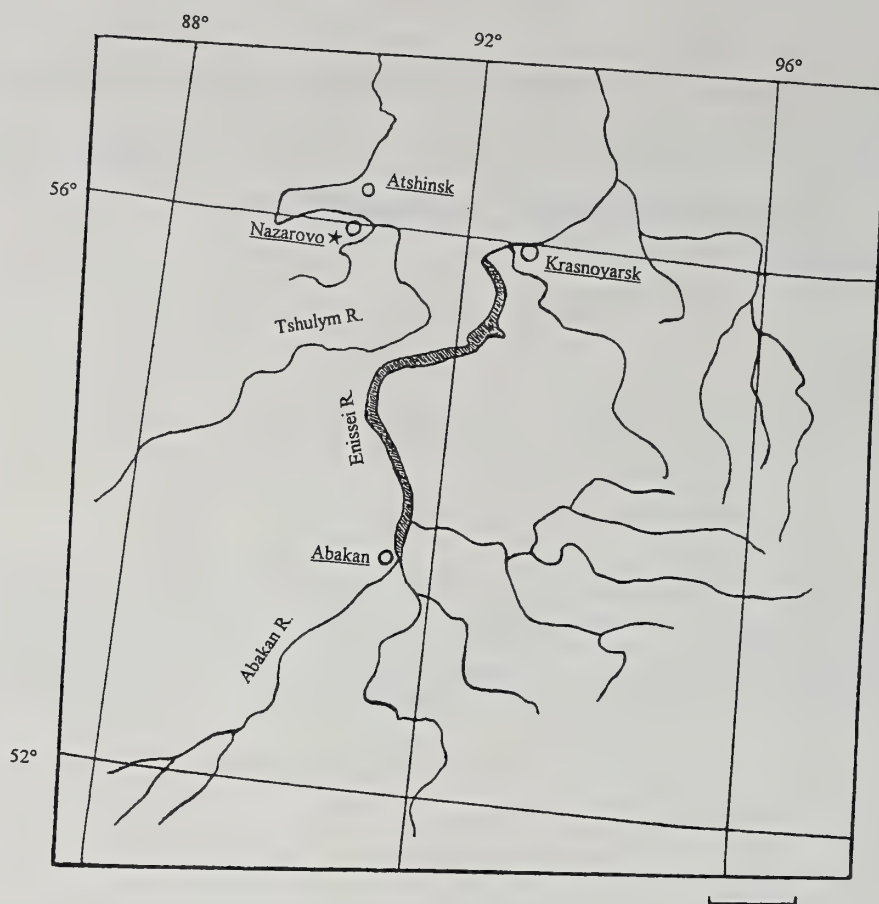 88°
92°
96°
56°
Atshinsk
Nazarovo
Krasnoyarsk
Tshulym R.
Enissei R.
Abakan
Abakan R.
52°